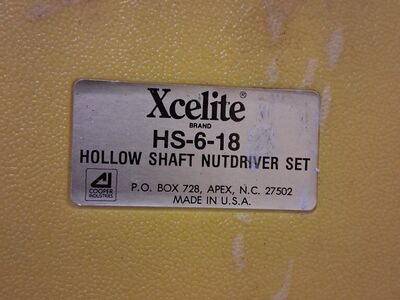 Xcelite®
BRAND
HS-6-18
HOLLOW SHAFT NUTDRIVER SET
COOPER
INDUSTRIES
P.O. BOX 728, APEX, N.C. 27502
MADE IN U.S.A.